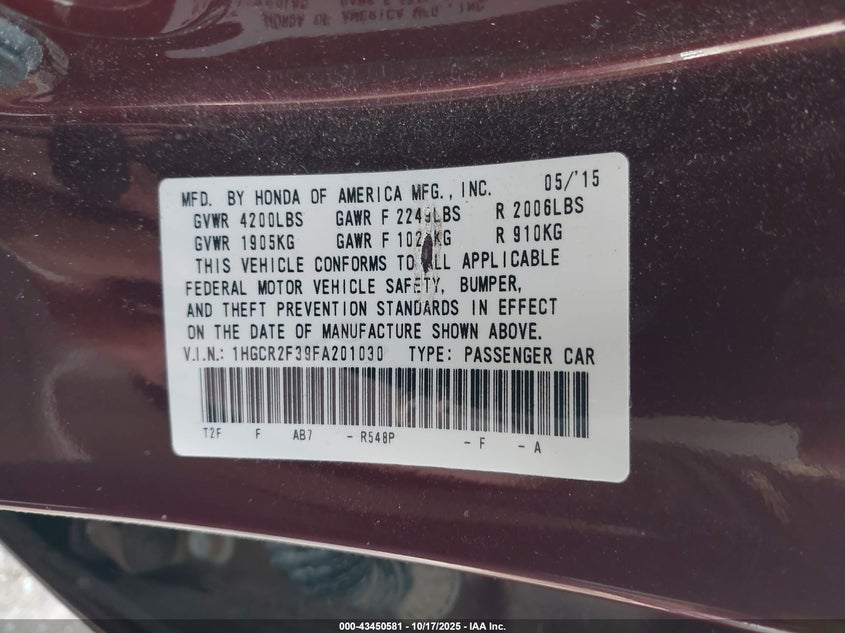 MFD. BY HONDA OF AMERICA MFG., INC. 05/'15
GVWR 4200LBS GAWR F LBS R 2006LBS
GVWR 1905KG GAWR F KG R 910KG
THIS VEHICLE CONFORMS TO ALL APPLICABLE
FEDERAL MOTOR VEHICLE SAFETY, BUMPER,
AND THEFT PREVENTION STANDARDS IN EFFECT
ON THE DATE OF MANUFACTURE SHOWN ABOVE.
V.I.N.: 1HGCR2F39FA201030 TYPE: PASSENGER CAR
T2F F AB7 - R548P - F - A
000-43450581 | 10/17/2025 | IAA Inc.